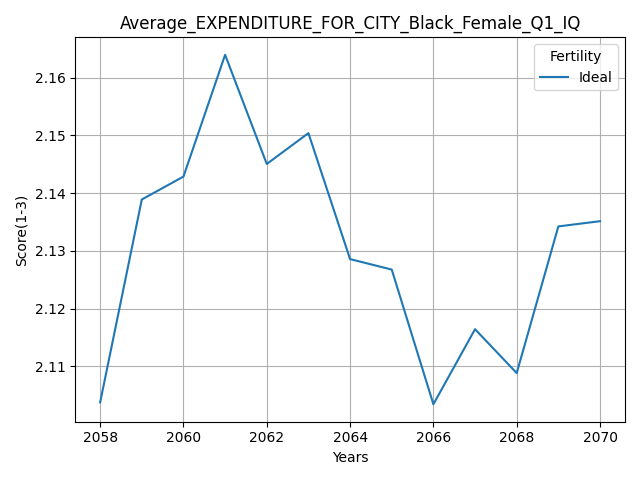 Average_EXPENDITURE_FOR_CITY_Black_Female_Q1_IQ
Fertility
Ideal
Score(1-3)
2.16
2.15
2.14
2.13
2.12
2.11
2058 2060 2062 2064 2066 2068 2070
Years